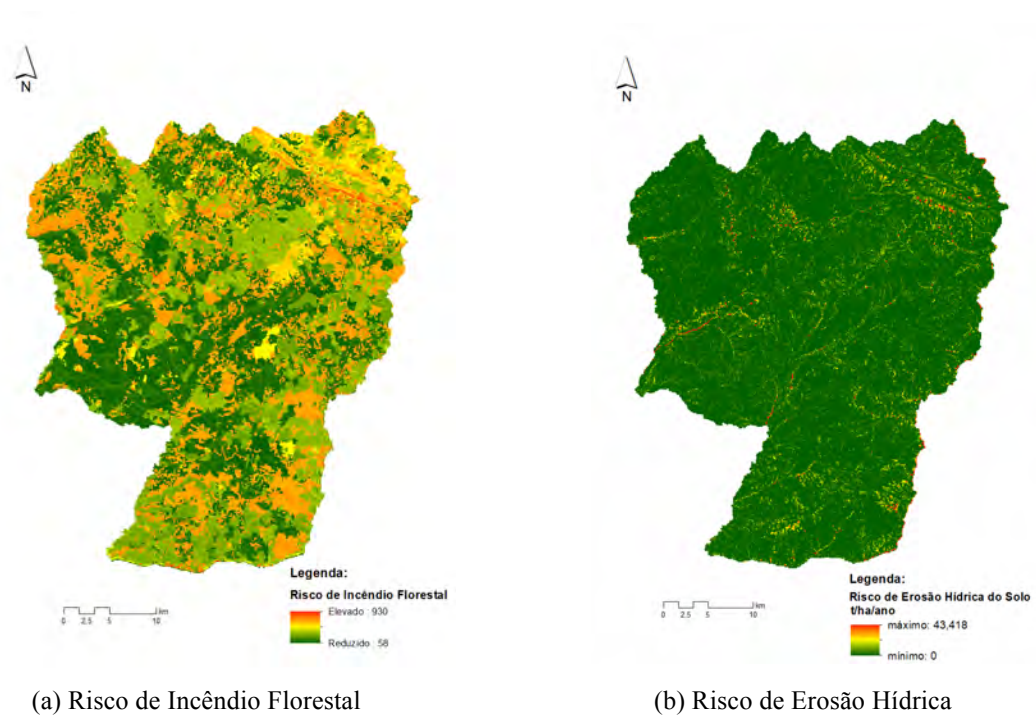 N
N
Legenda:
Risco de Incêndio Florestal
Elevado : 930
Reduzido : 58
0 2.5 5 10 km
Legenda:
Risco de Erosão Hídrica do Solo
t/ha/ano
máximo: 43,418
mínimo: 0
0 2.5 5 10 km
(a) Risco de Incêndio Florestal
(b) Risco de Erosão Hídrica